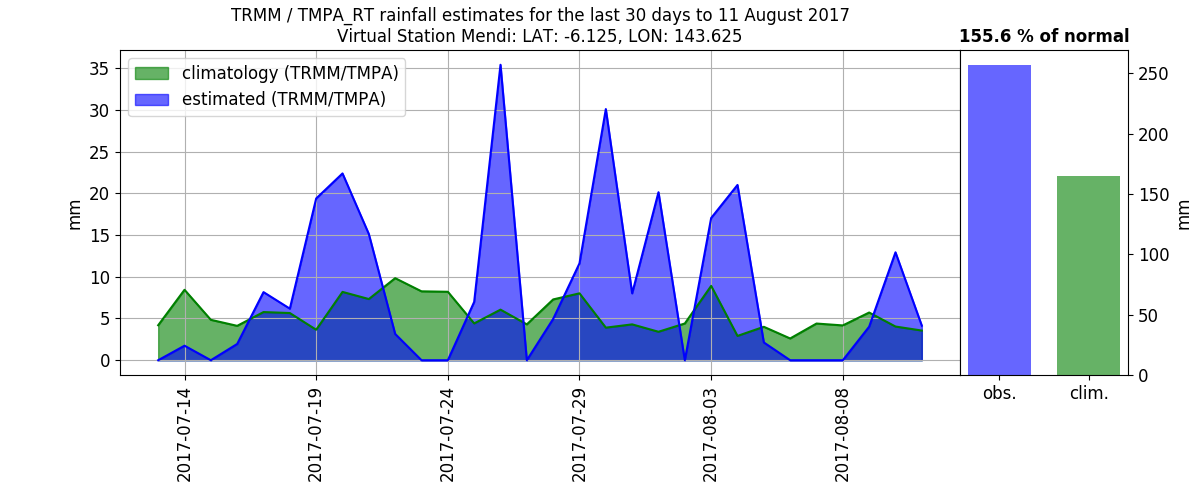 TRMM / TMPA_RT rainfall estimates for the last 30 days to 11 August 2017
Virtual Station Mendi: LAT: -6.125, LON: 143.625
155.6 % of normal
climatology (TRMM/TMPA)
estimated (TRMM/TMPA)
35
30
25
20
15
10
5
0
mm
2017-07-14
2017-07-19
2017-07-24
2017-07-29
2017-08-03
2017-08-08
250
200
150
100
50
0
mm
obs.
clim.